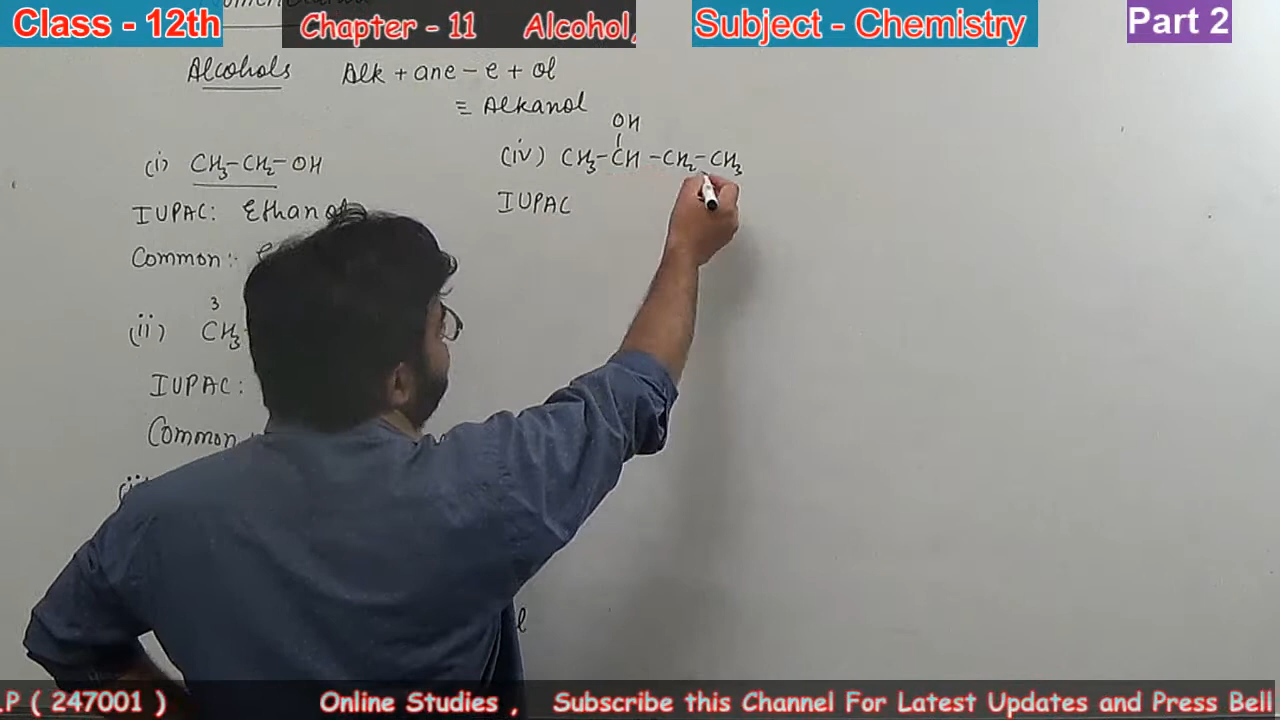 Class - 12th Chapter - 11 Alcohol, Subject - Chemistry Part 2
Alcohols Alk + ane - e + ol
≡ Alkanol
(i) CH3-CH2-OH
IUPAC: Ethanol
Common:-
3
(ii) CH3-
IUPAC:
Common
OH
(iv) CH3-CH-CH2-CH3
IUPAC
.P ( 247001 ) Online Studies , Subscribe this Channel For Latest Updates and Press Bell